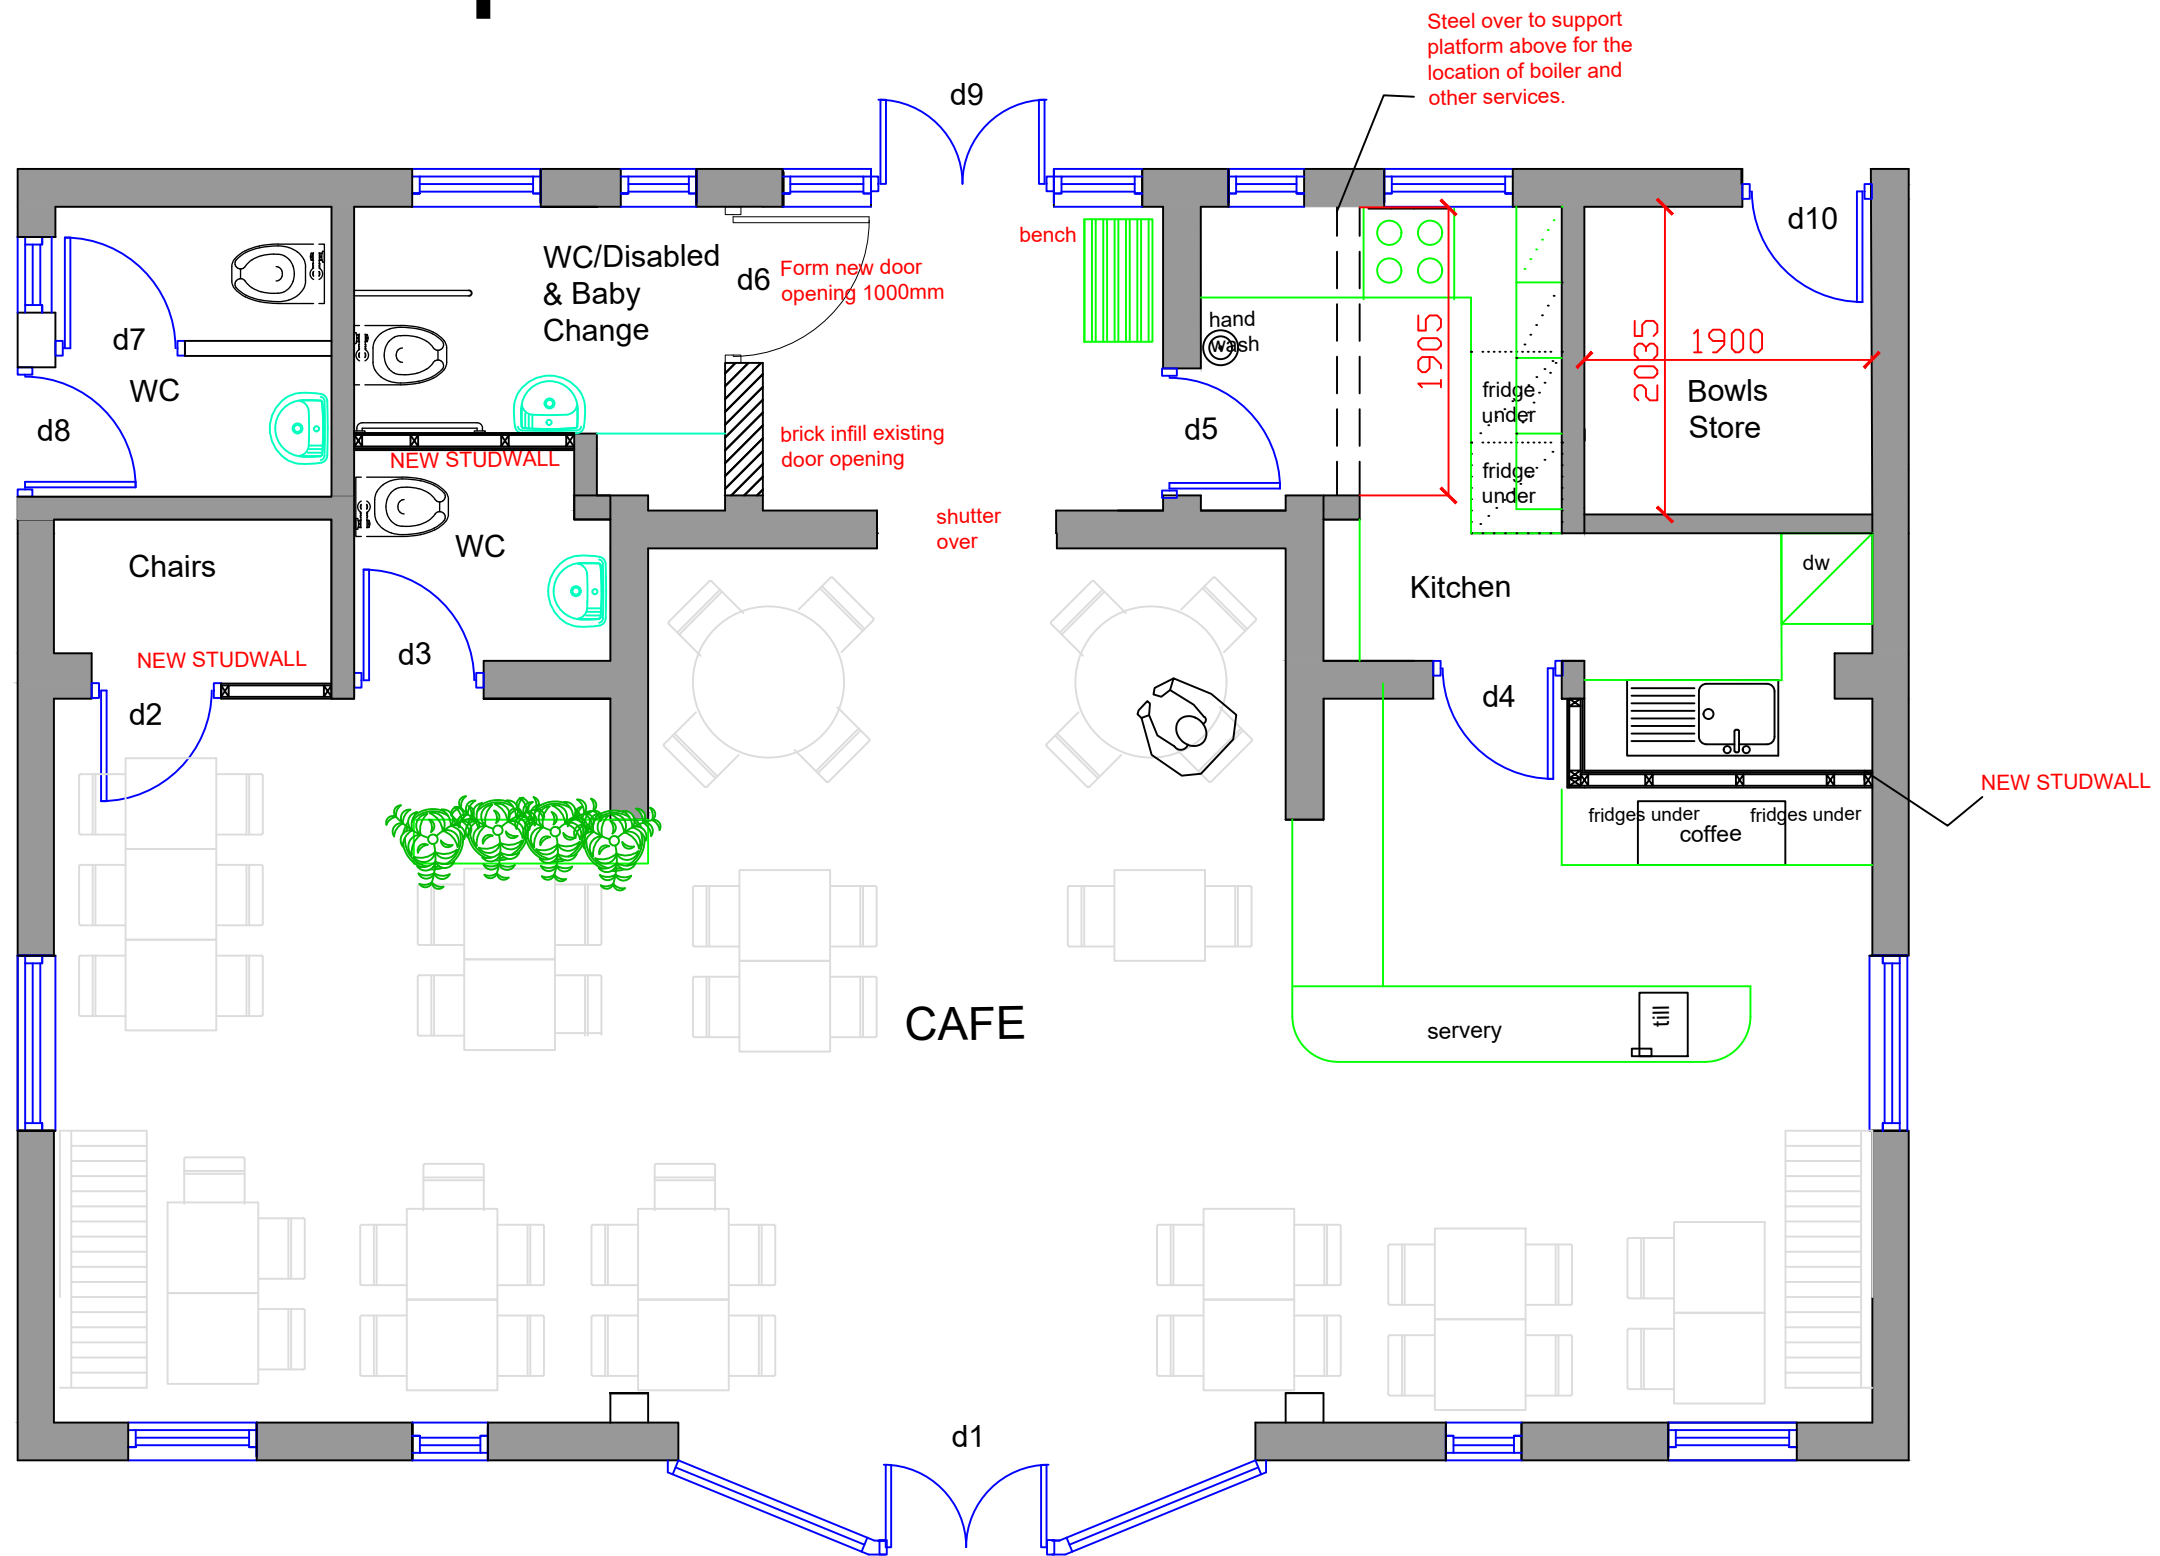 Steel over to support
platform above for the
location of boiler and
other services.
d9
d10
WC/Disabled
& Baby
Change
d6
Form new door
opening 1000mm
bench
hand
wash
1905
2035
1900
d7
WC
d8
fridge
under
Bowls
Store
d5
brick infill existing
door opening
NEW STUDWALL
fridge
under
shutter
over
WC
Chairs
Kitchen
dw
NEW STUDWALL
d3
d2
d4
NEW STUDWALL
fridges under
coffee
fridges under
CAFE
servery
till
d1